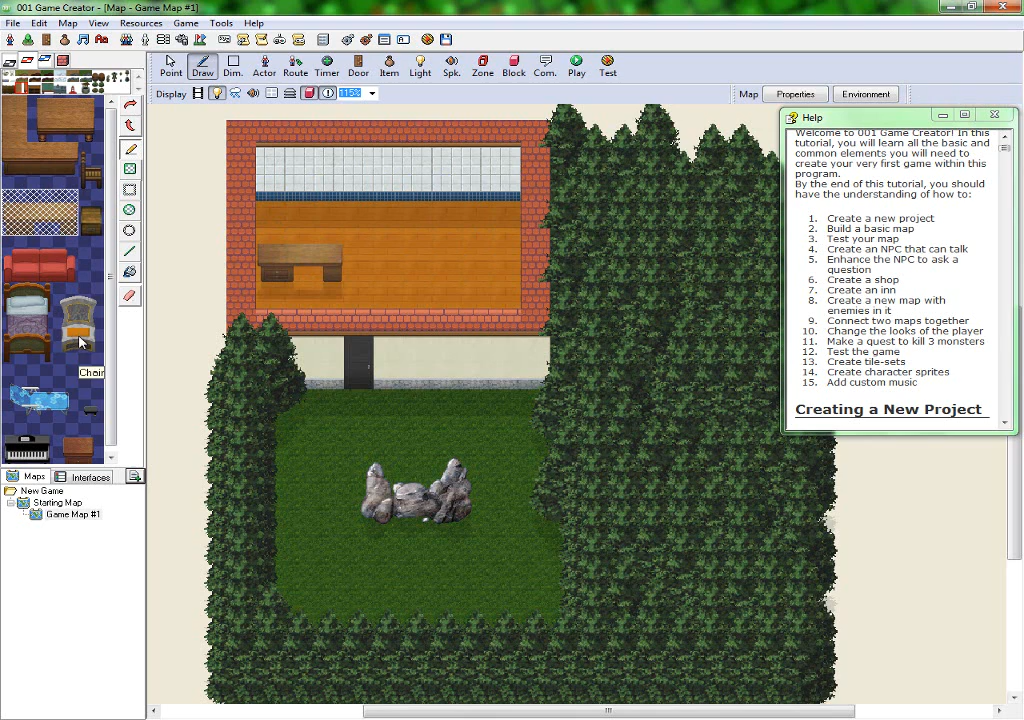 001 Game Creator - [Map - Game Map #1]
File Edit Map View Resources Game Tools Help
Point Draw Dim. Actor Route Timer Door Item Light Spk. Zone Block Com. Play Test
Display 115% Map Properties Environment
Help
Welcome to 001 Game Creator! In this
tutorial, you will learn all the basic and
common elements you will need to
create your very first game within this
program.
By the end of this tutorial, you should
have the understanding of how to:
1. Create a new project
2. Build a basic map
3. Test your map
4. Create an NPC that can talk
5. Enhance the NPC to ask a
question
6. Create a shop
7. Create an inn
8. Create a new map with
enemies in it
9. Connect two maps together
10. Change the looks of the player
11. Make a quest to kill 3 monsters
12. Test the game
13. Create tile-sets
14. Create character sprites
15. Add custom music
Creating a New Project
Chair
Maps Interfaces
New Game
Starting Map
Game Map #1